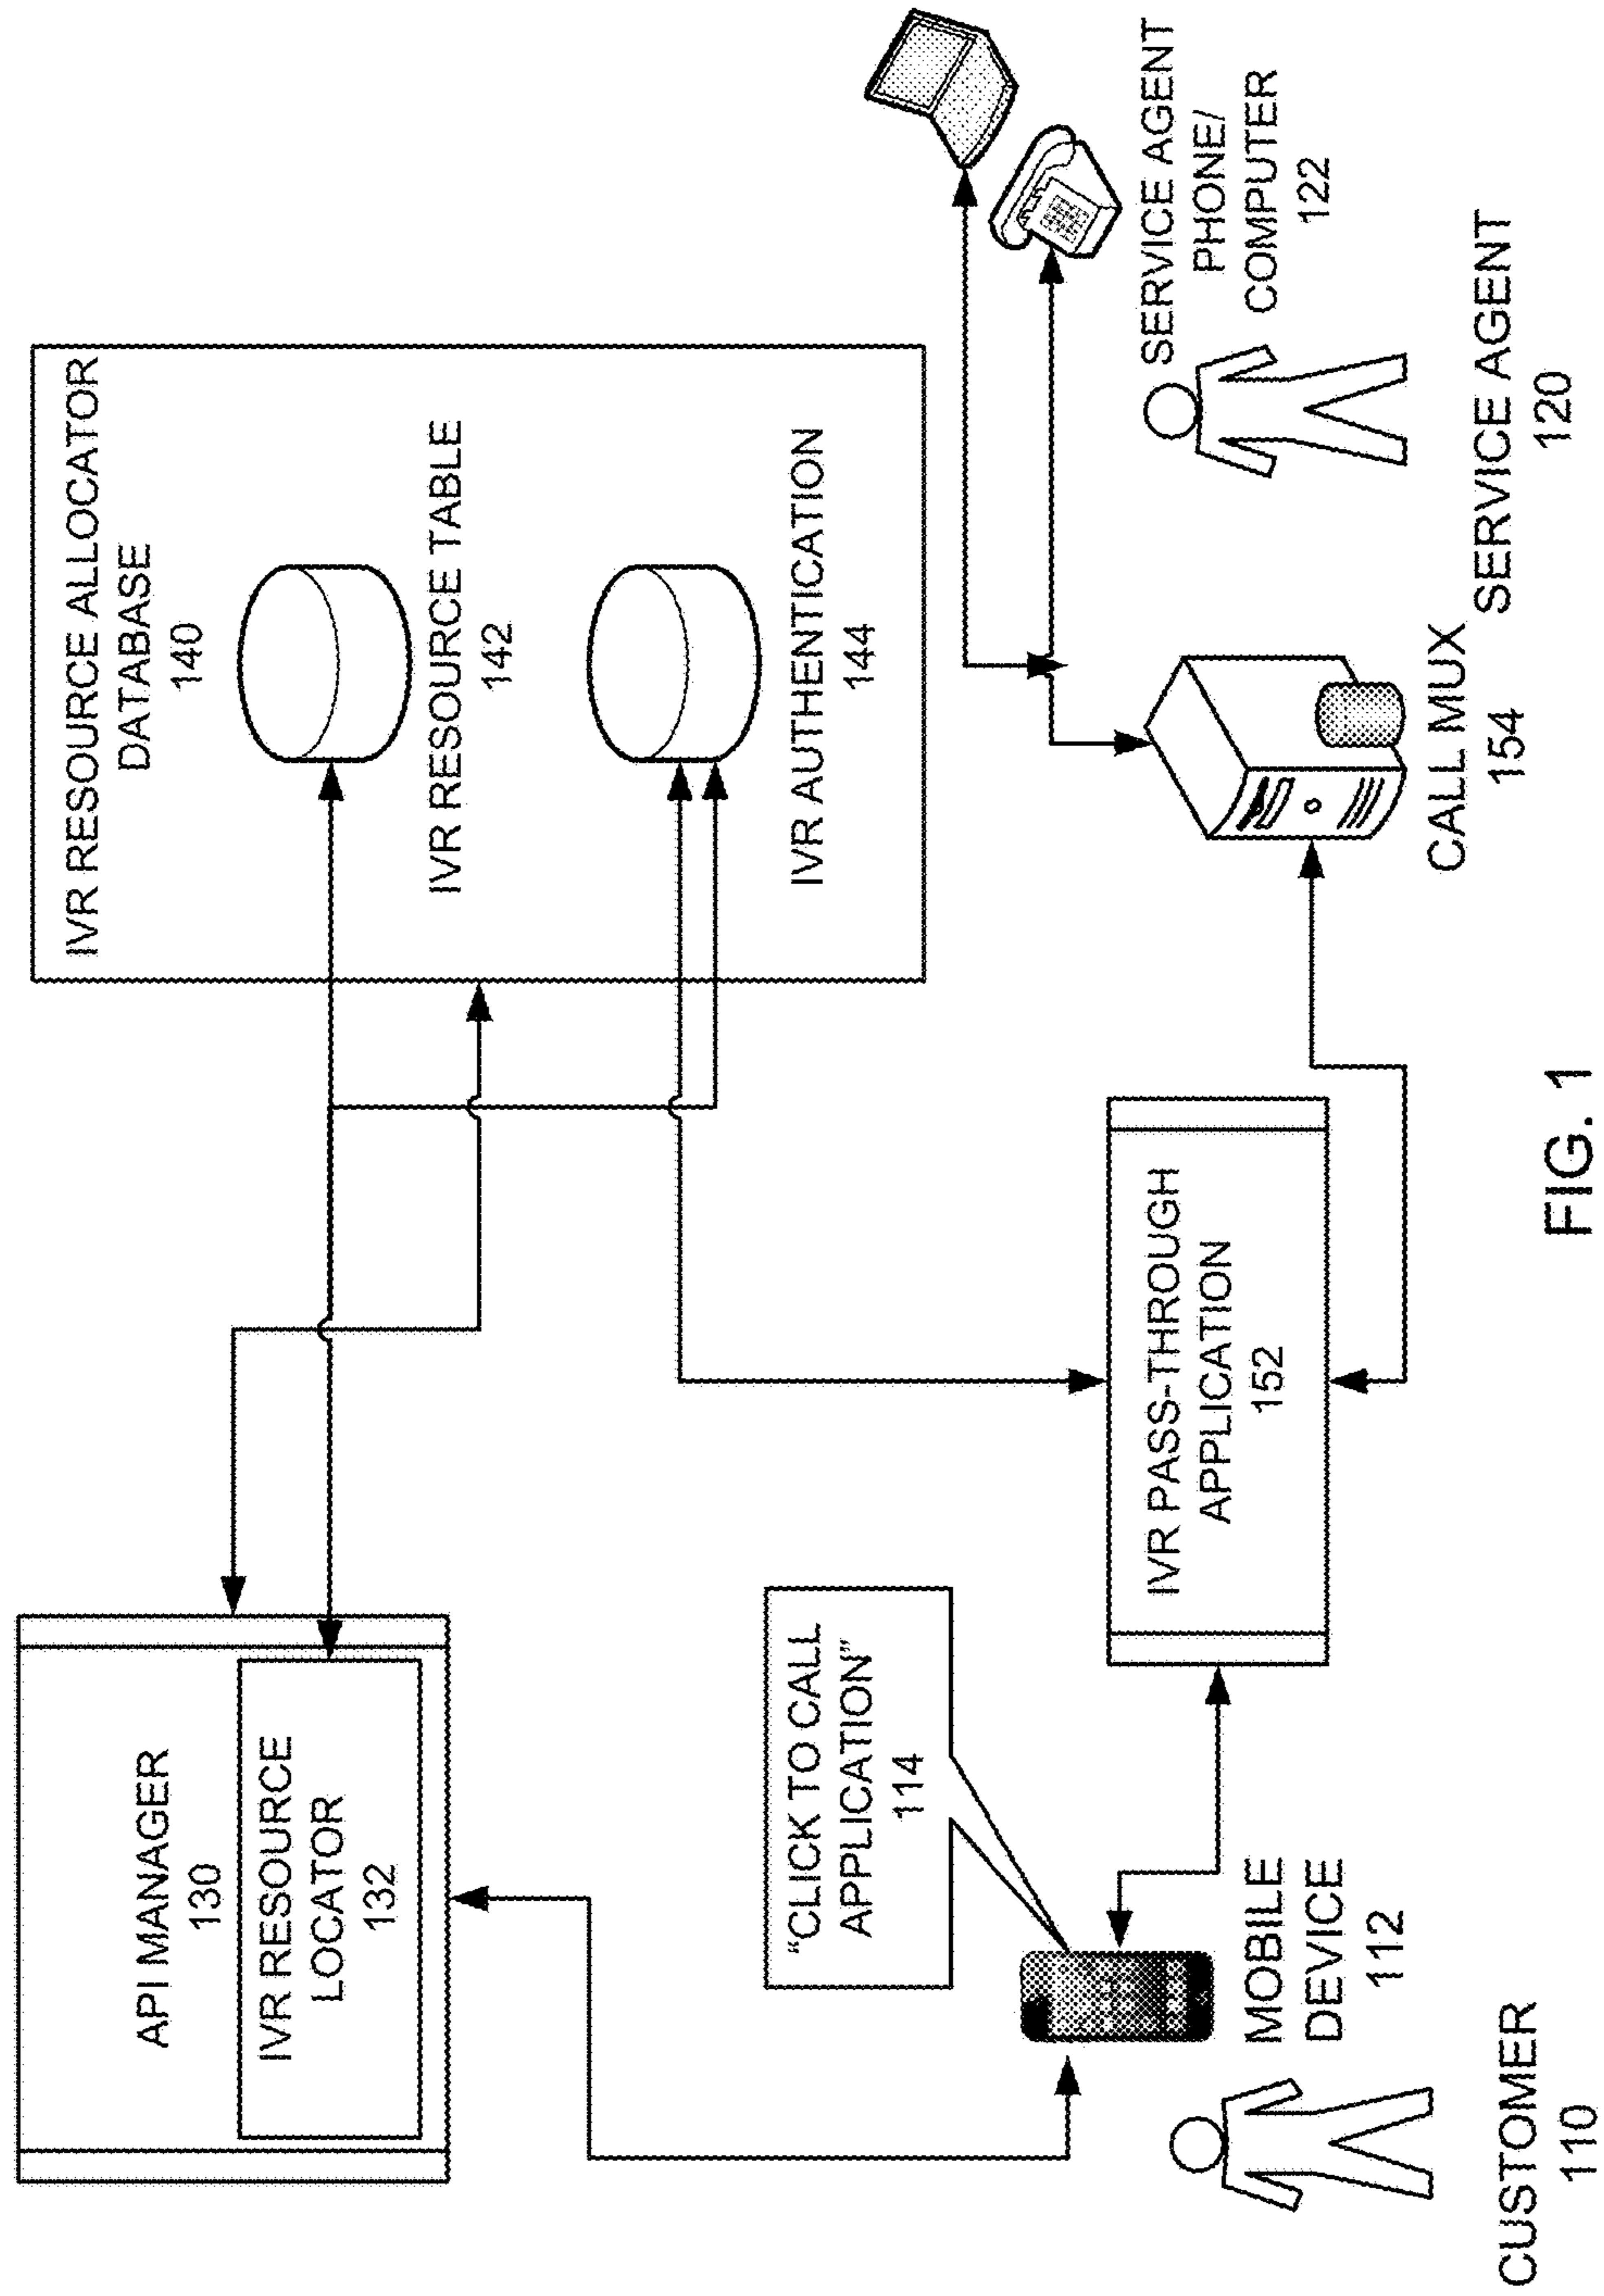 API MANAGER
130
IVR RESOURCE
LOCATOR
132
IVR RESOURCE ALLOCATOR
DATABASE
140
IVR RESOURCE TABLE
142
IVR AUTHENTICATION
144
"CLICK TO CALL
APPLICATION"
114
MOBILE
DEVICE
112
CUSTOMER
110
IVR PASS-THROUGH
APPLICATION
152
CALL MUX
154
SERVICE AGENT
PHONE/
COMPUTER
122
SERVICE AGENT
120
FIG. 1